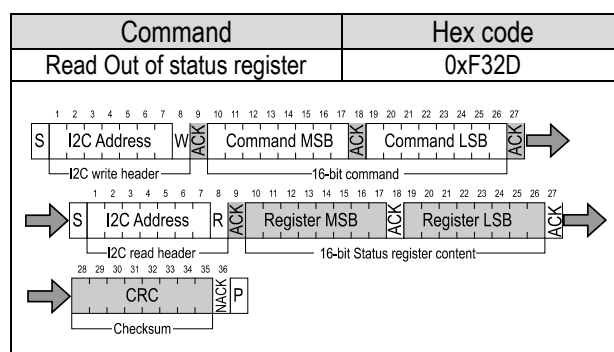 Command Hex code
Read Out of status register 0xF32D
1 2 3 4 5 6 7 8 9 10 11 12 13 14 15 16 17 18 19 20 21 22 23 24 25 26 27
S I2C Address W ACK Command MSB ACK Command LSB ACK
I2C write header 16-bit command
1 2 3 4 5 6 7 8 9 10 11 12 13 14 15 16 17 18 19 20 21 22 23 24 25 26 27
S I2C Address R ACK Register MSB ACK Register LSB ACK
I2C read header 16-bit Status register content
28 29 30 31 32 33 34 35 36
CRC NACK P
Checksum